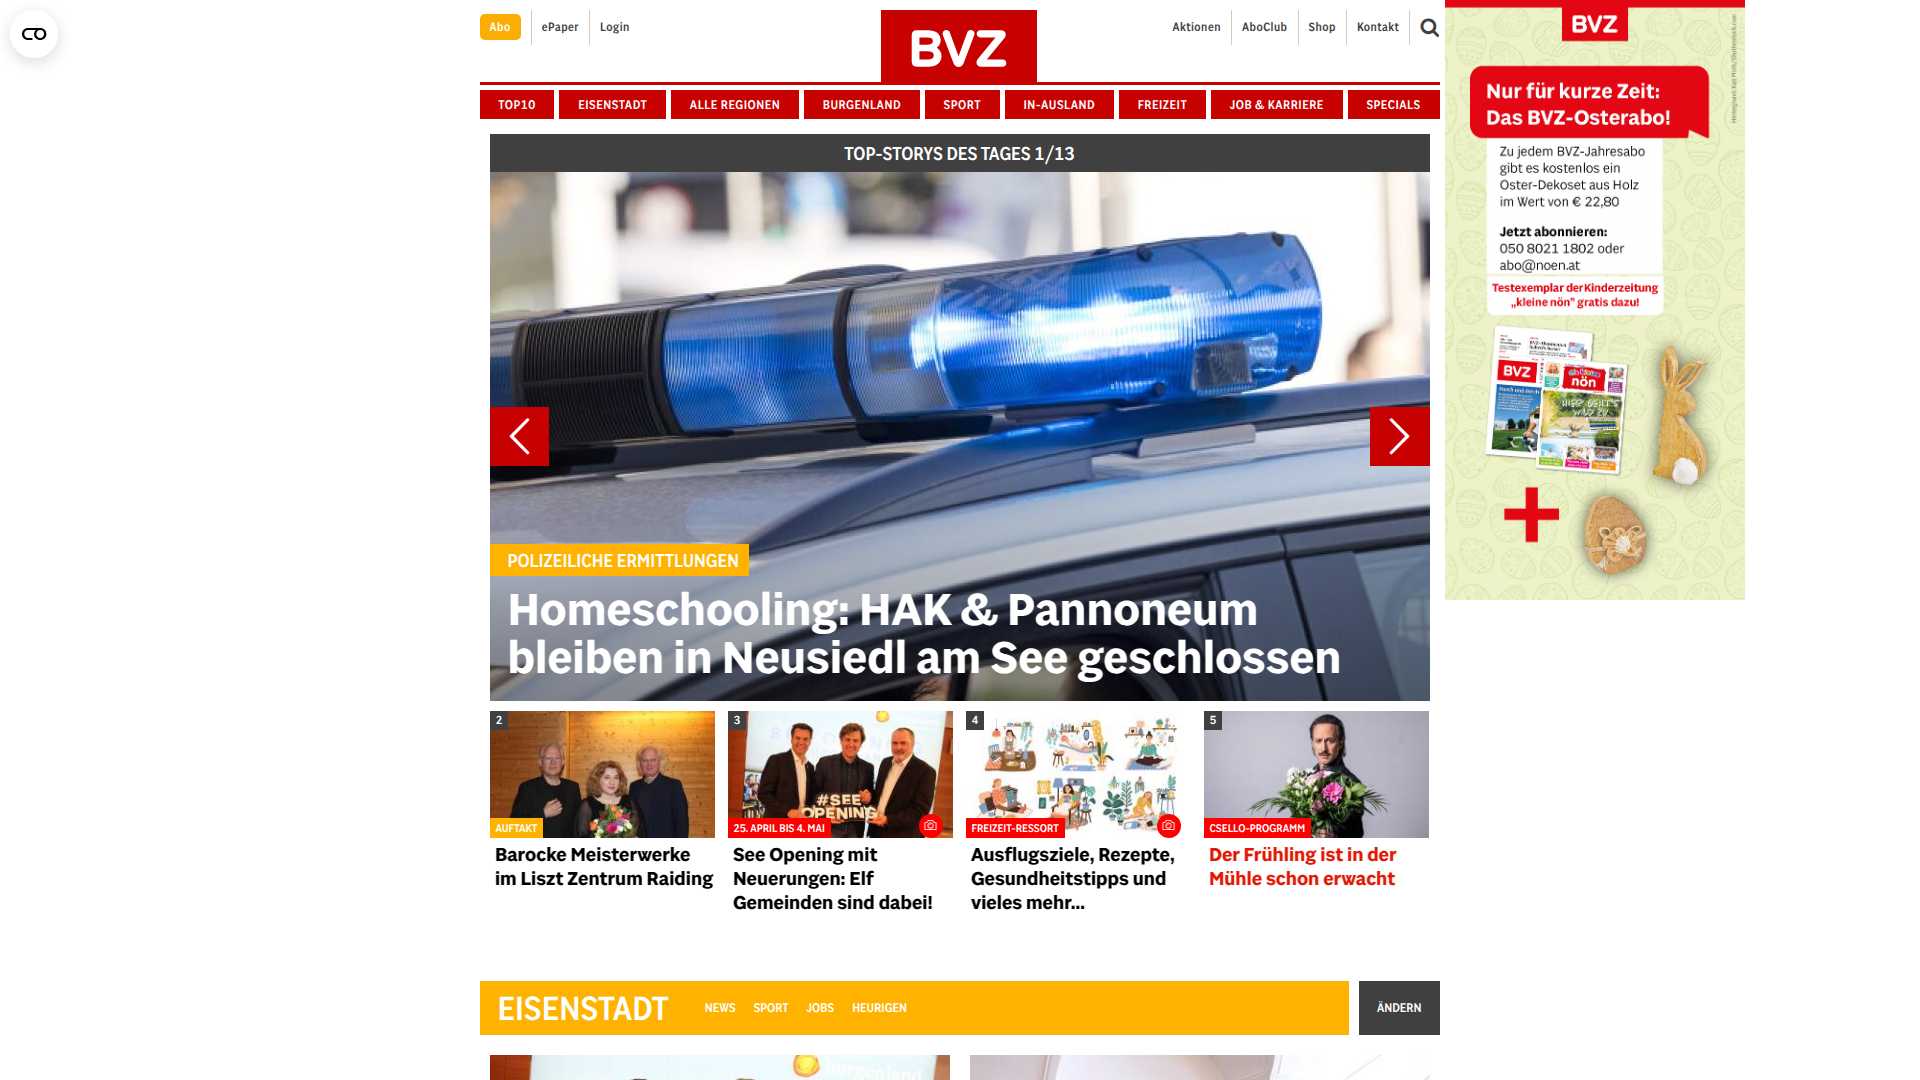 Abo
ePaper
Login
BVZ
Aktionen
AboClub
Shop
Kontakt
TOP10
EISENSTADT
ALLE REGIONEN
BURGENLAND
SPORT
IN-AUSLAND
FREIZEIT
JOB & KARRIERE
SPECIALS
TOP-STORYS DES TAGES 1/13
POLIZEILICHE ERMITTLUNGEN
Homeschooling: HAK & Pannoneum
bleiben in Neusiedl am See geschlossen
2
AUFTAKT
Barocke Meisterwerke
im Liszt Zentrum Raiding
3
#SEE
OPENING
25. APRIL BIS 4. MAI
See Opening mit
Neuerungen: Elf
Gemeinden sind dabei!
4
FREIZEIT-RESSORT
Ausflugsziele, Rezepte,
Gesundheitstipps und
vieles mehr...
5
CSELLO-PROGRAMM
Der Frühling ist in der
Mühle schon erwacht
EISENSTADT
NEWS
SPORT
JOBS
HEURIGEN
ÄNDERN
BVZ
Nur für kurze Zeit:
Das BVZ-Osterabo!
Zu jedem BVZ-Jahresabo
gibt es kostenlos ein
Oster-Dekoset aus Holz
im Wert von € 22,80
Jetzt abonnieren:
050 8021 1802 oder
abo@noen.at
Testexemplar der Kinderzeitung
„kleine nön“ gratis dazu!
BVZ
nön